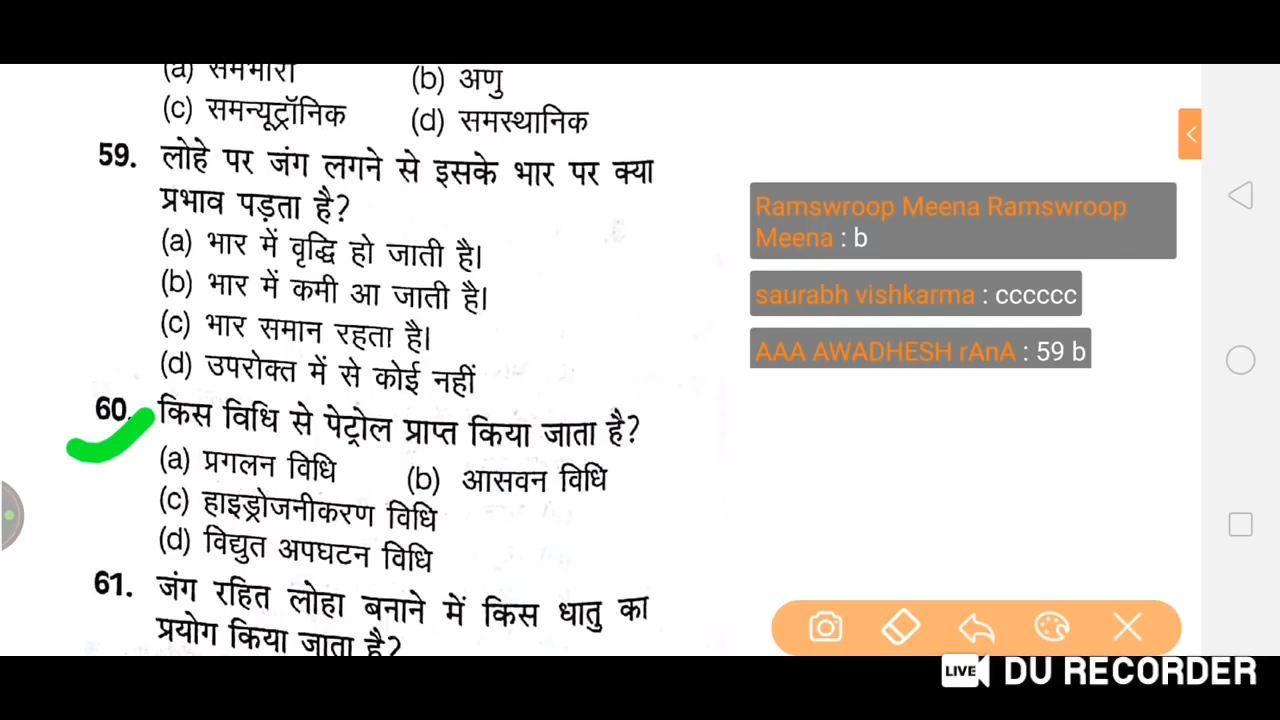 (a) समभारी
(b) अणु
(c) समन्यूट्रॉनिक
(d) समस्थानिक
59. लोहे पर जंग लगने से इसके भार पर क्या
प्रभाव पड़ता है?
(a) भार में वृद्धि हो जाती है।
(b) भार में कमी आ जाती है।
(c) भार समान रहता है।
(d) उपरोक्त में से कोई नहीं
60. किस विधि से पेट्रोल प्राप्त किया जाता है?
(a) प्रगलन विधि
(b) आसवन विधि
(c) हाइड्रोजनीकरण विधि
(d) विद्युत अपघटन विधि
61. जंग रहित लोहा बनाने में किस धातु का
प्रयोग किया जाता है?
Ramswroop Meena Ramswroop
Meena : b
saurabh vishkarma : cccccc
AAA AWADHESH rAnA : 59 b
LIVE DU RECORDER